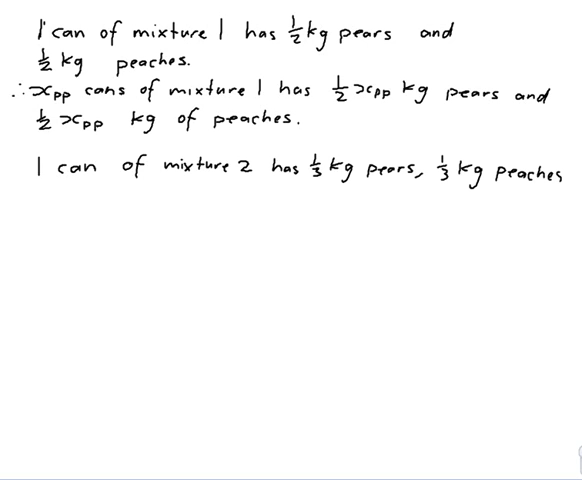 1 can of mixture 1 has ½ kg pears and
½ kg peaches.
∴ x_pp cans of mixture 1 has ½ x_pp kg pears and
½ x_pp kg of peaches.
1 can of mixture 2 has ⅓ kg pears, ⅓ kg peaches